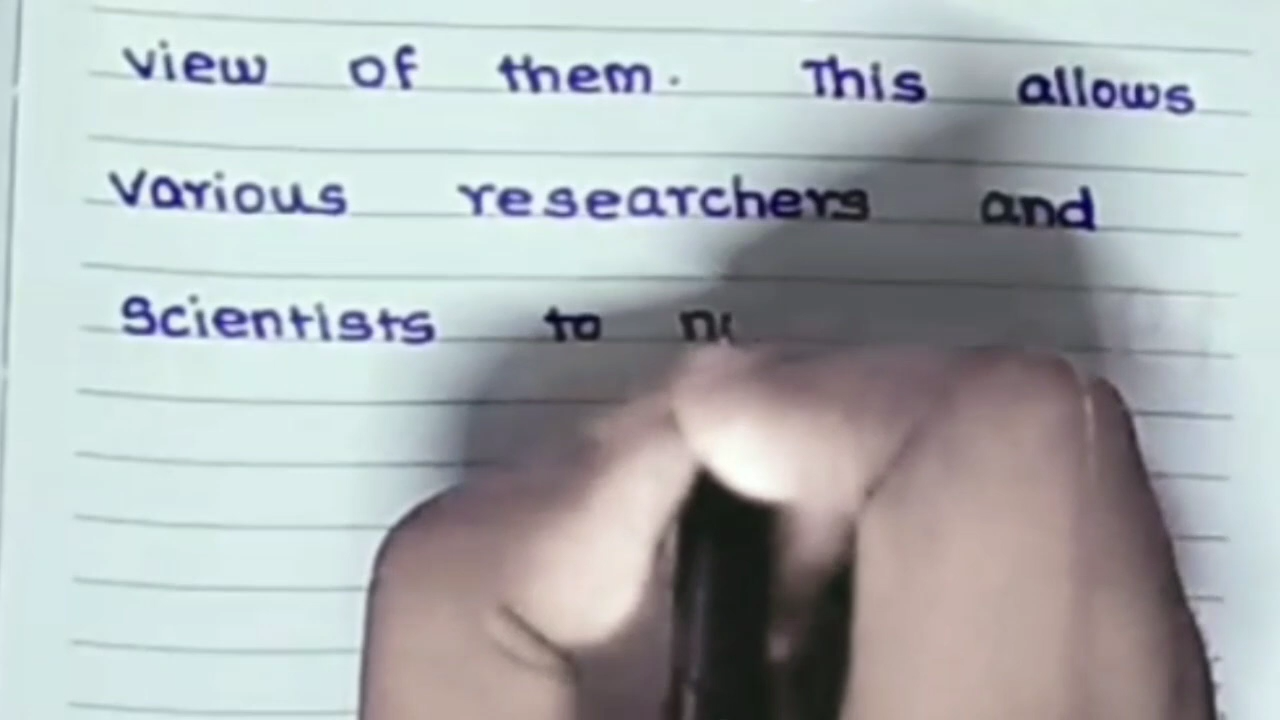 view of them. This allows
Various researchers and
Scientists to